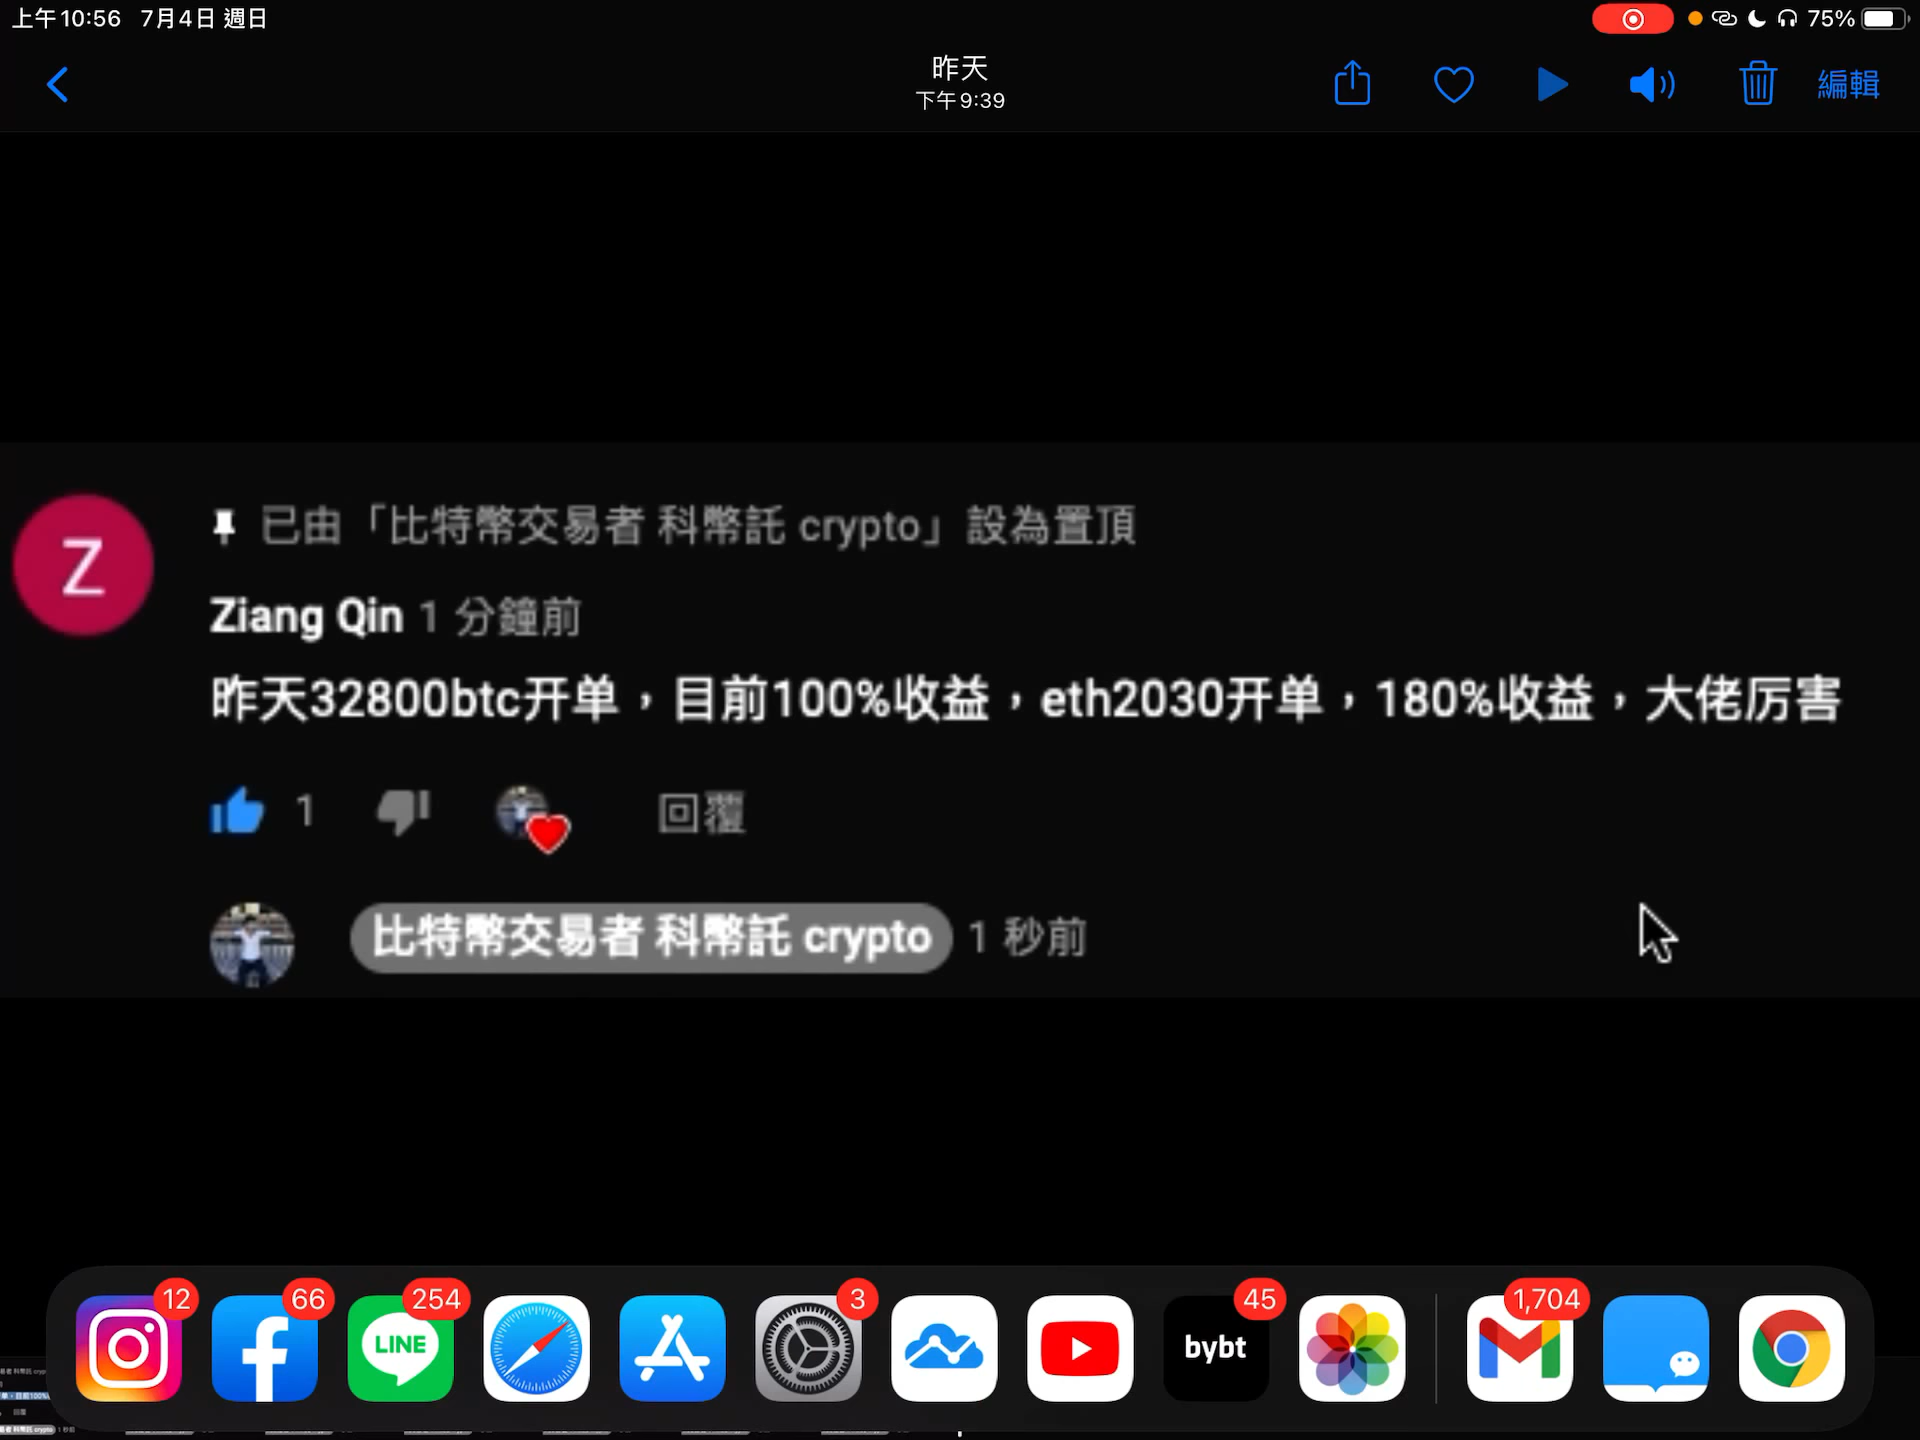 上午10:56 7月4日 週日
75%
昨天
下午9:39
編輯
已由「比特幣交易者 科幣託 crypto」設為置頂
Z
Ziang Qin 1 分鐘前
昨天32800btc开单，目前100%收益，eth2030开单，180%收益，大佬厉害
1
回覆
比特幣交易者 科幣託 crypto 1 秒前
12
66
254
3
45
1,704
LINE
bybt